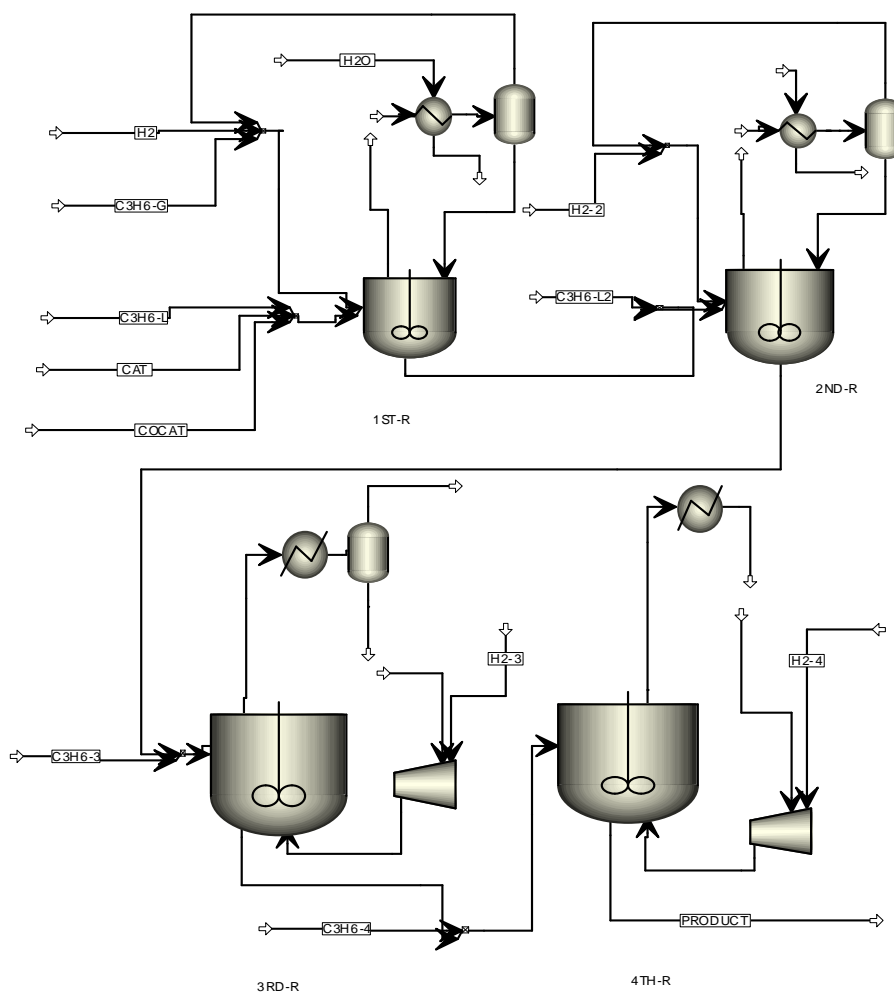 H2O
H2
C3H6-G
H2-2
C3H6-L2
C3H6-L
CAT
COCAT
1ST-R
2ND-R
H2-3
H2-4
C3H6-3
C3H6-4
PRODUCT
3RD-R
4TH-R